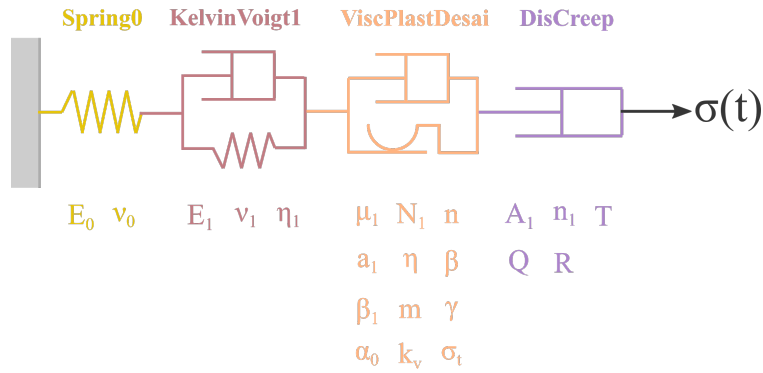 Spring0 KelvinVoigt1 ViscPlastDesai DisCreep
σ(t)
E₀ ν₀ E₁ ν₁ η₁ μ₁ N₁ n A₁ n₁ T
a₁ η β Q R
β₁ m γ
α₀ kᵥ σₜ